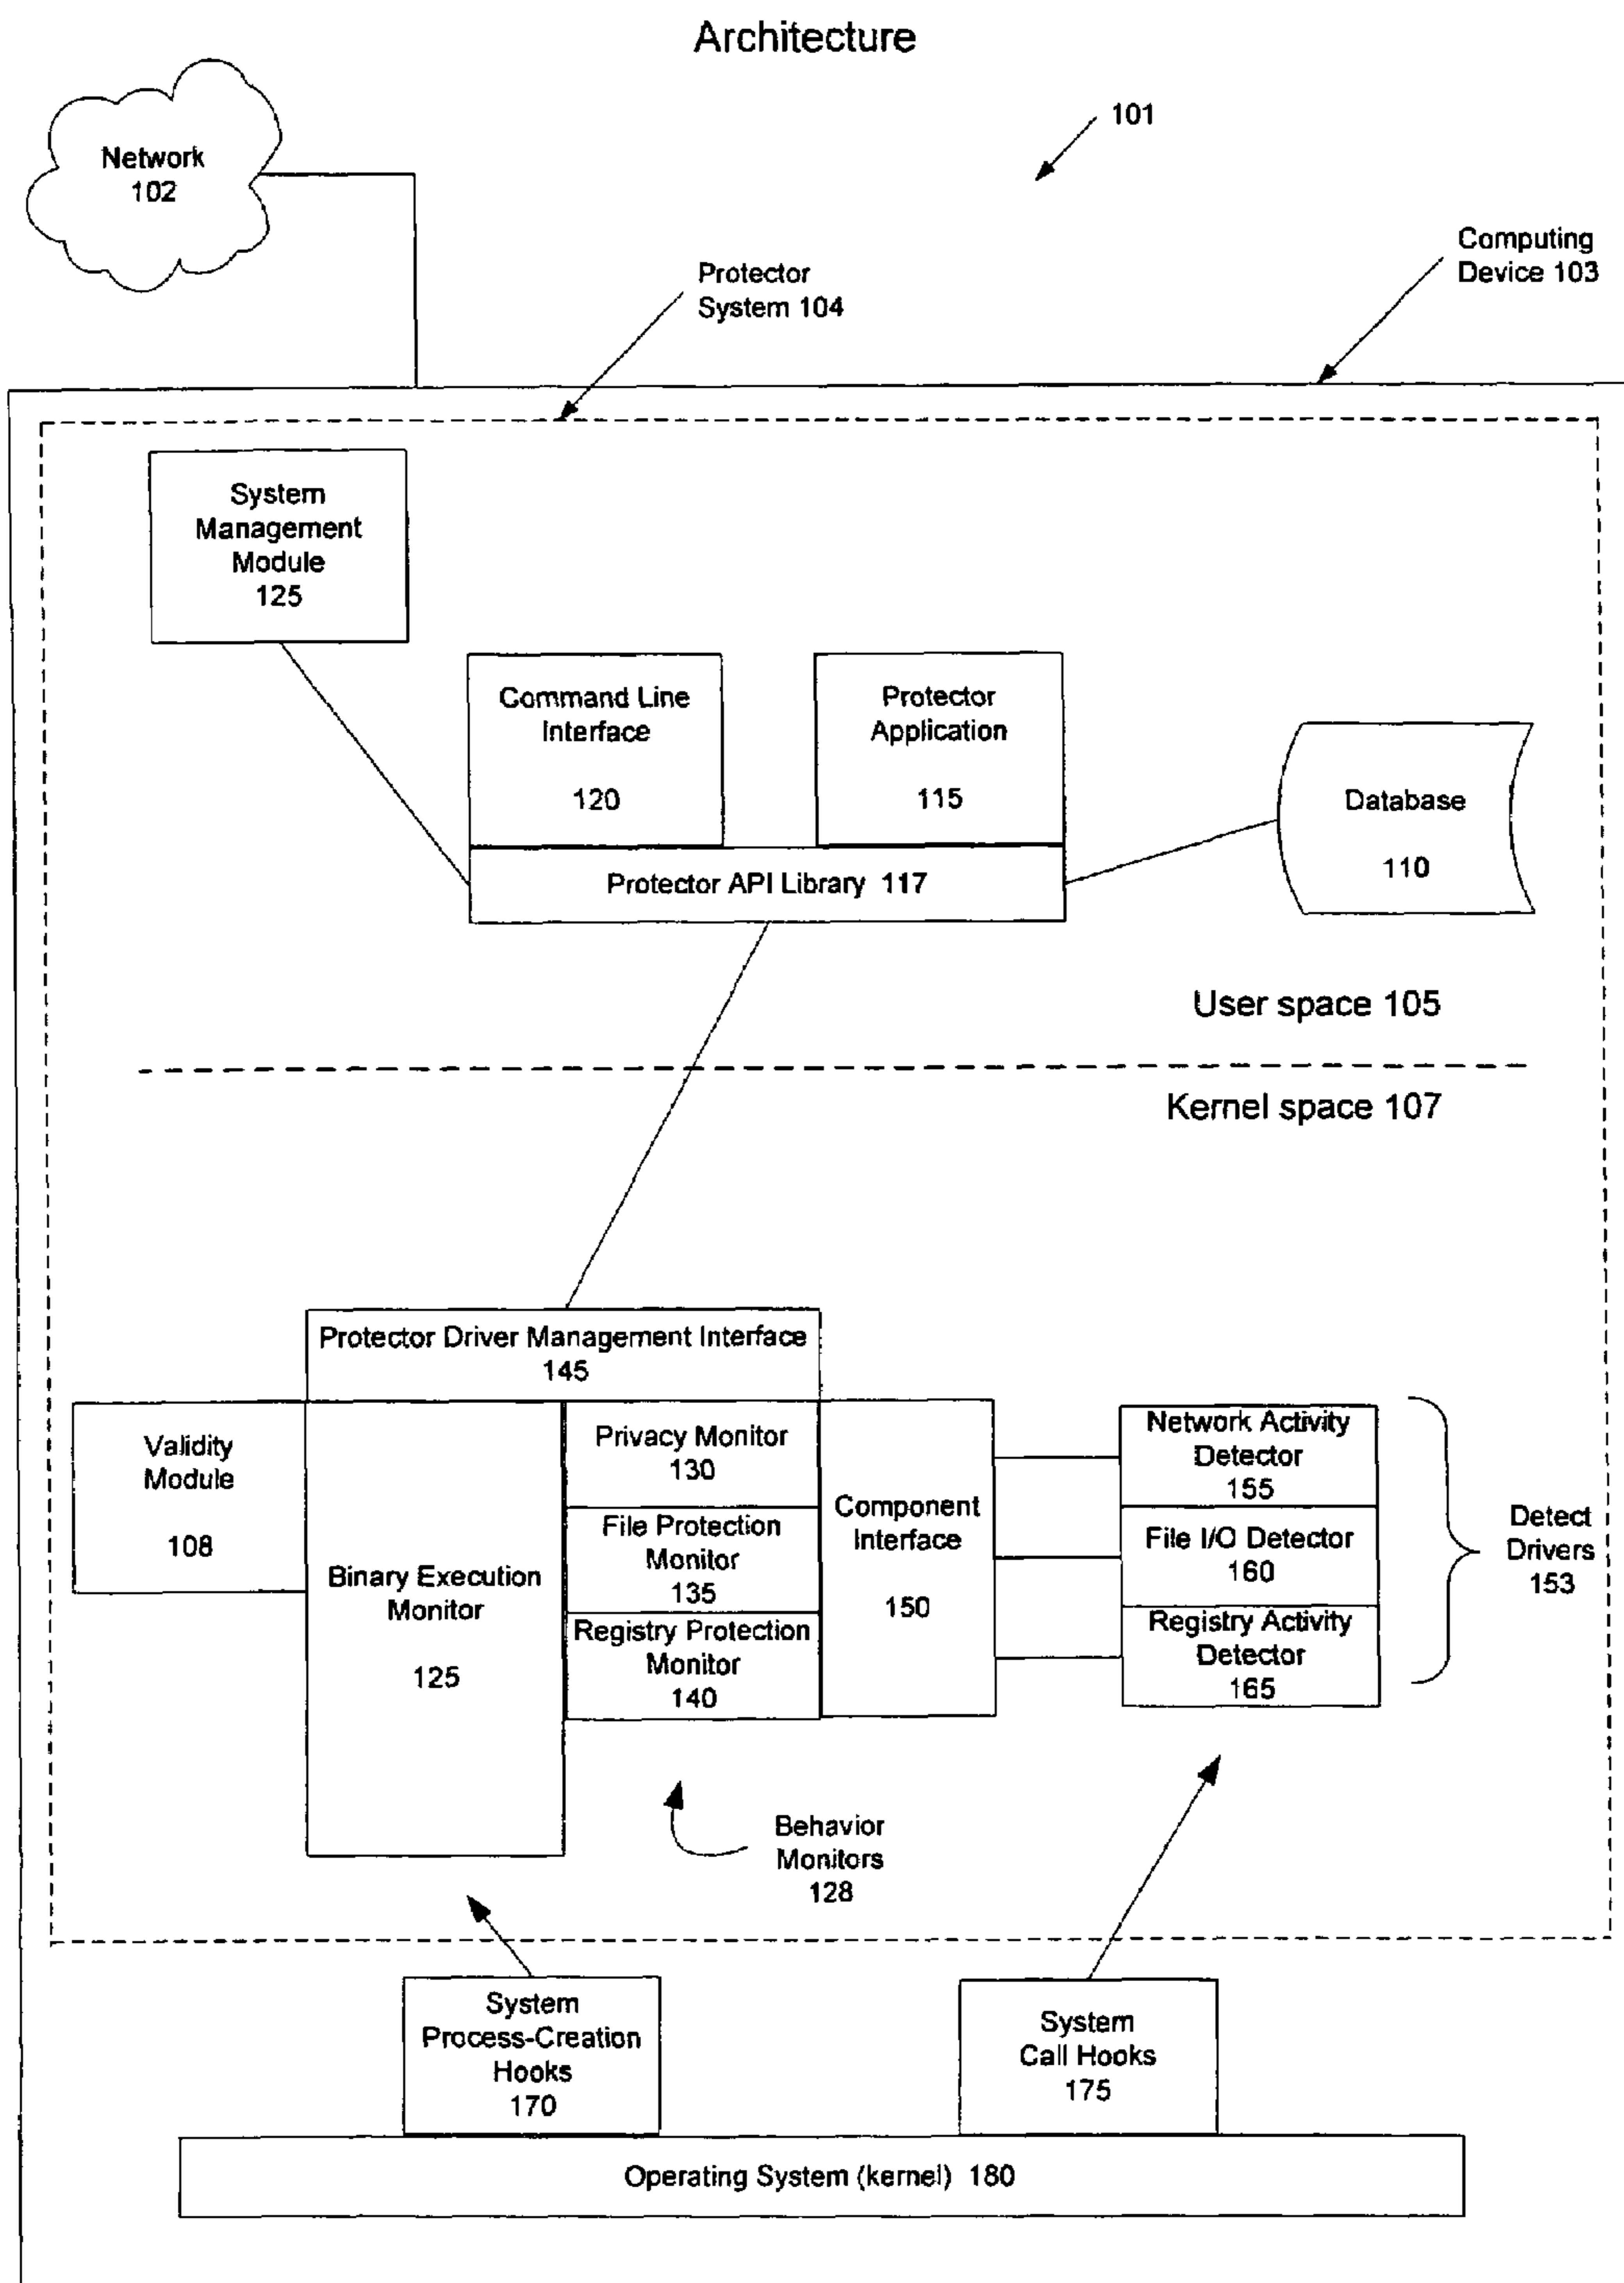 Architecture
101
Network
102
Computing
Device 103
Protector
System 104
System
Management
Module
125
Command Line
Interface
120
Protector
Application
115
Database
110
Protector API Library 117
User space 105
Kernel space 107
Protector Driver Management Interface
145
Validity
Module
108
Binary Execution
Monitor
125
Privacy Monitor
130
File Protection
Monitor
135
Registry Protection
Monitor
140
Component
Interface
150
Network Activity
Detector
155
File I/O Detector
160
Registry Activity
Detector
165
Detect
Drivers
153
Behavior
Monitors
128
System
Process-Creation
Hooks
170
System
Call Hooks
175
Operating System (kernel) 180